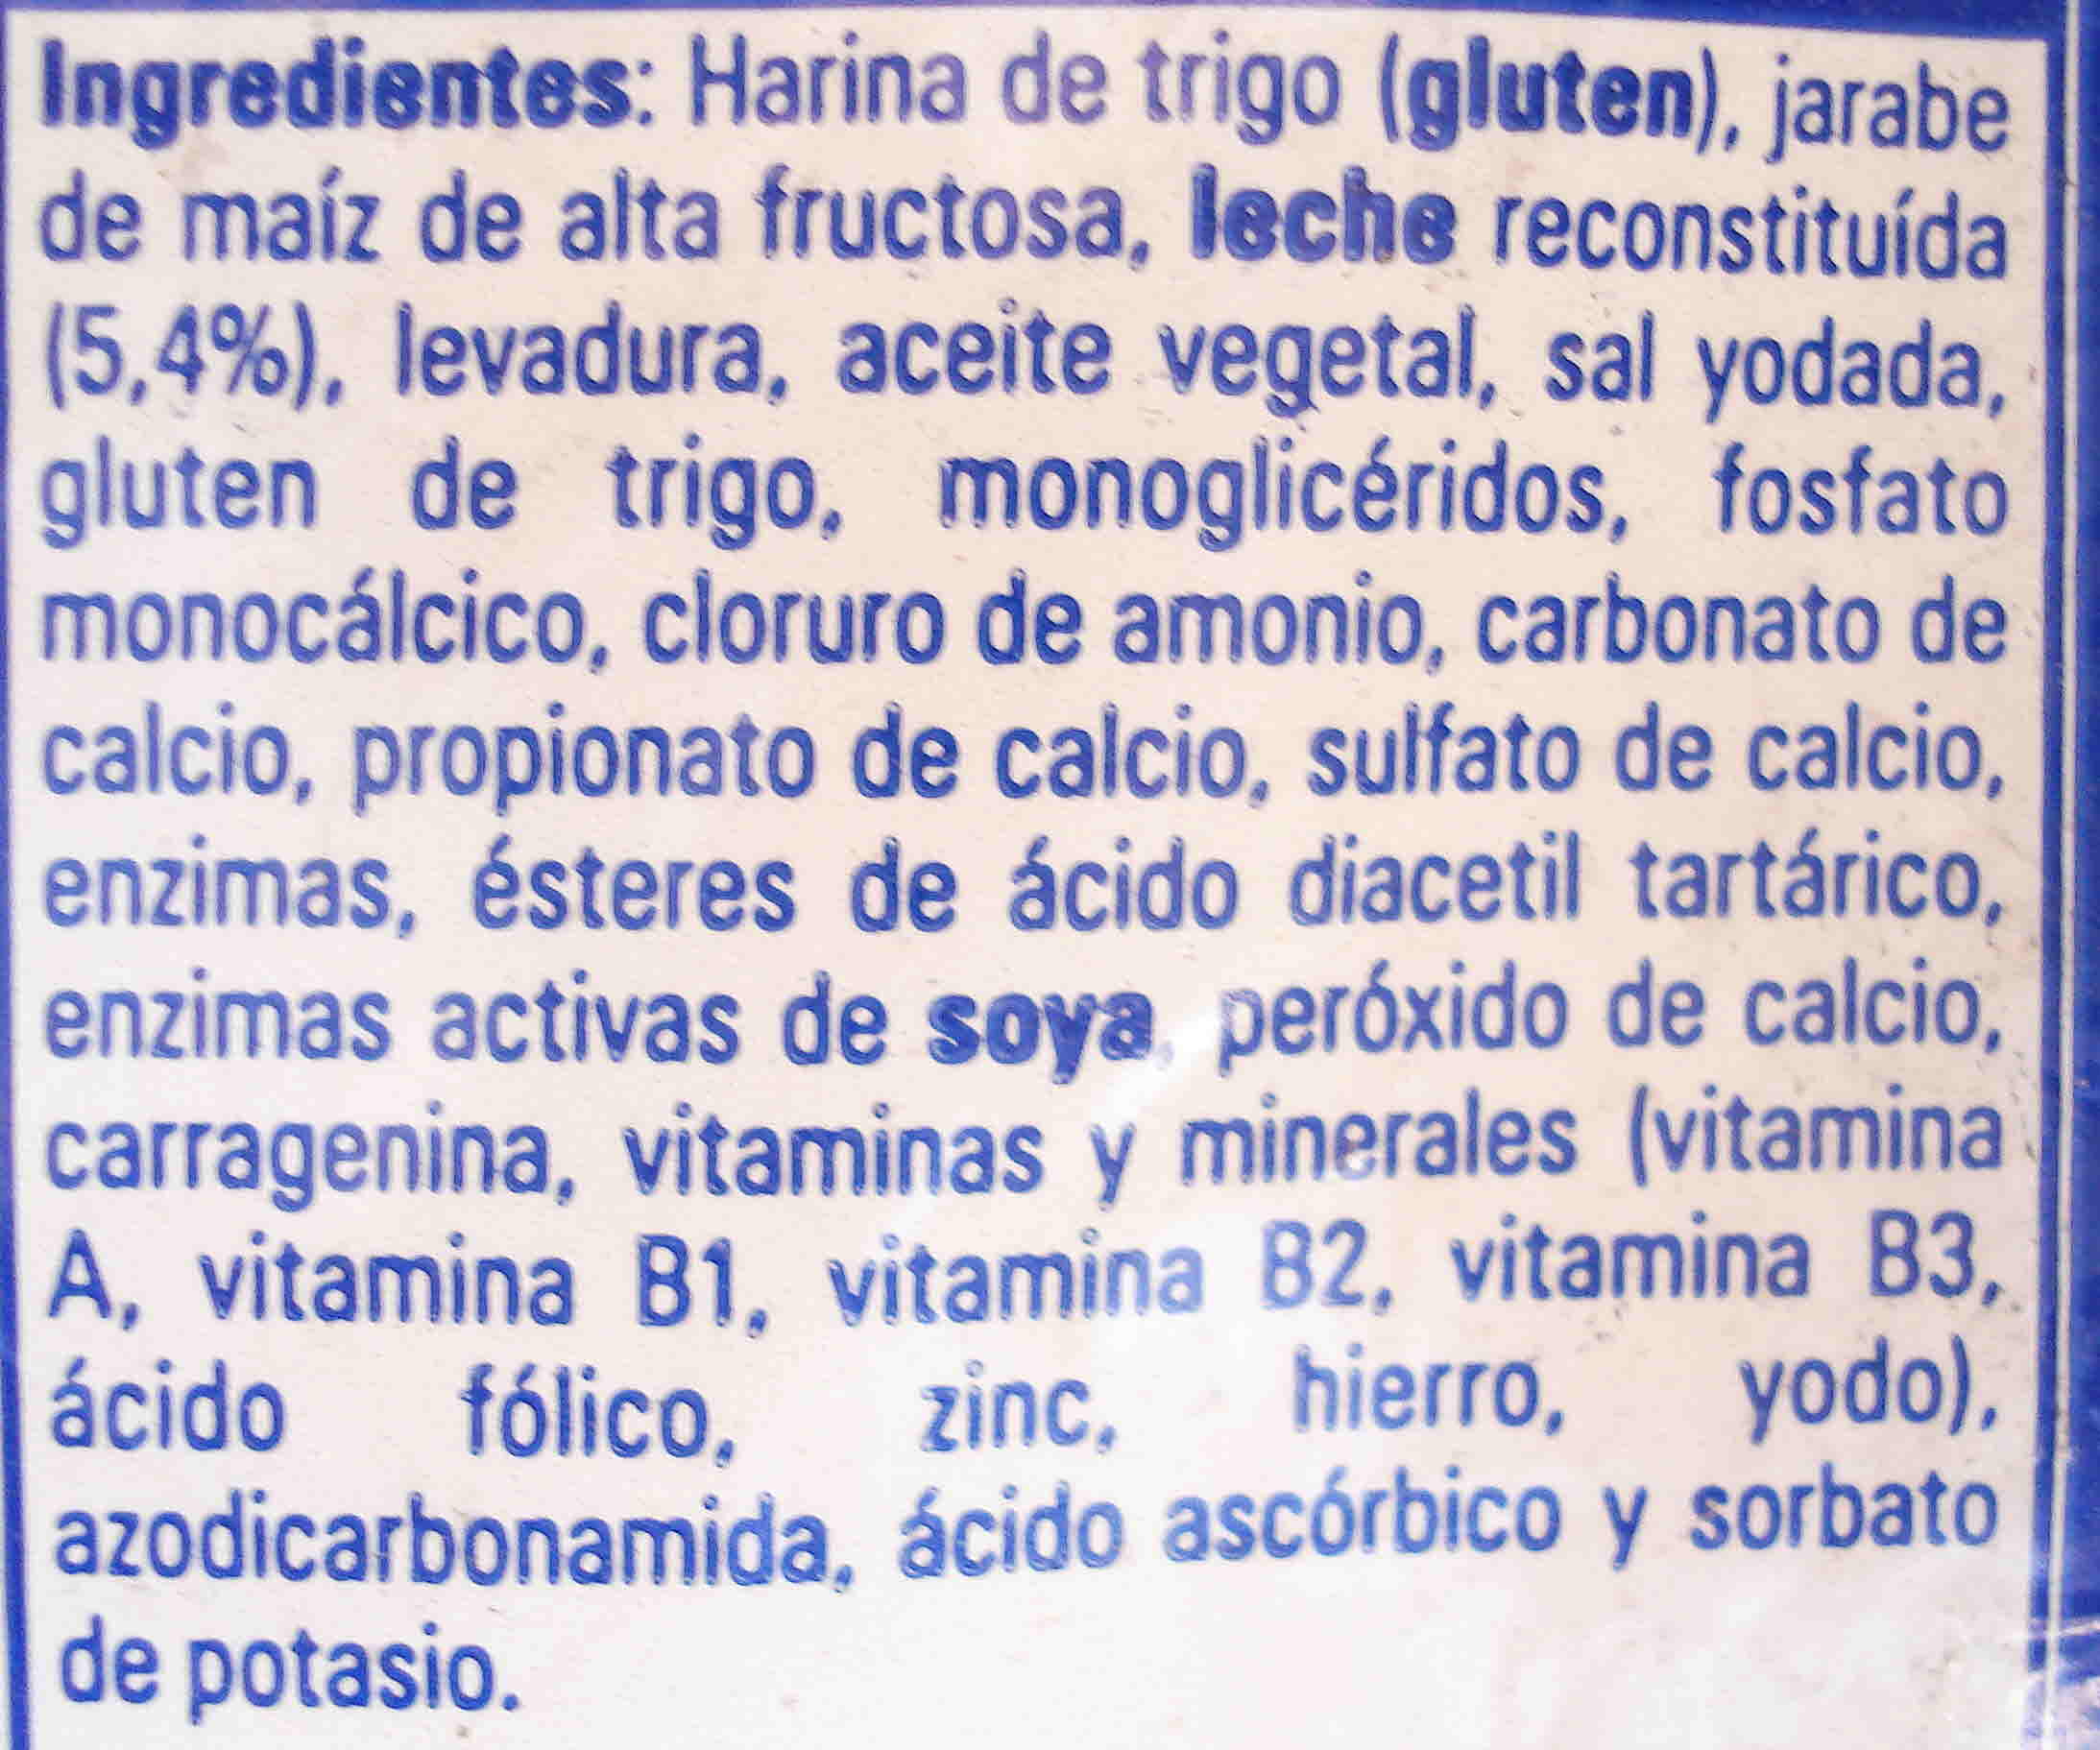 Ingredientes: Harina de trigo (gluten), jarabe
de maíz de alta fructosa, leche reconstituída
(5,4%), levadura, aceite vegetal, sal yodada,
gluten de trigo, monoglicéridos, fosfato
monocálcico, cloruro de amonio, carbonato de
calcio, propionato de calcio, sulfato de calcio,
enzimas, ésteres de ácido diacetil tartárico,
enzimas activas de soya, peróxido de calcio,
carragenina, vitaminas y minerales (vitamina
A, vitamina B1, vitamina B2, vitamina B3,
ácido fólico, zinc, hierro, yodo),
azodicarbonamida, ácido ascórbico y sorbato
de potasio.